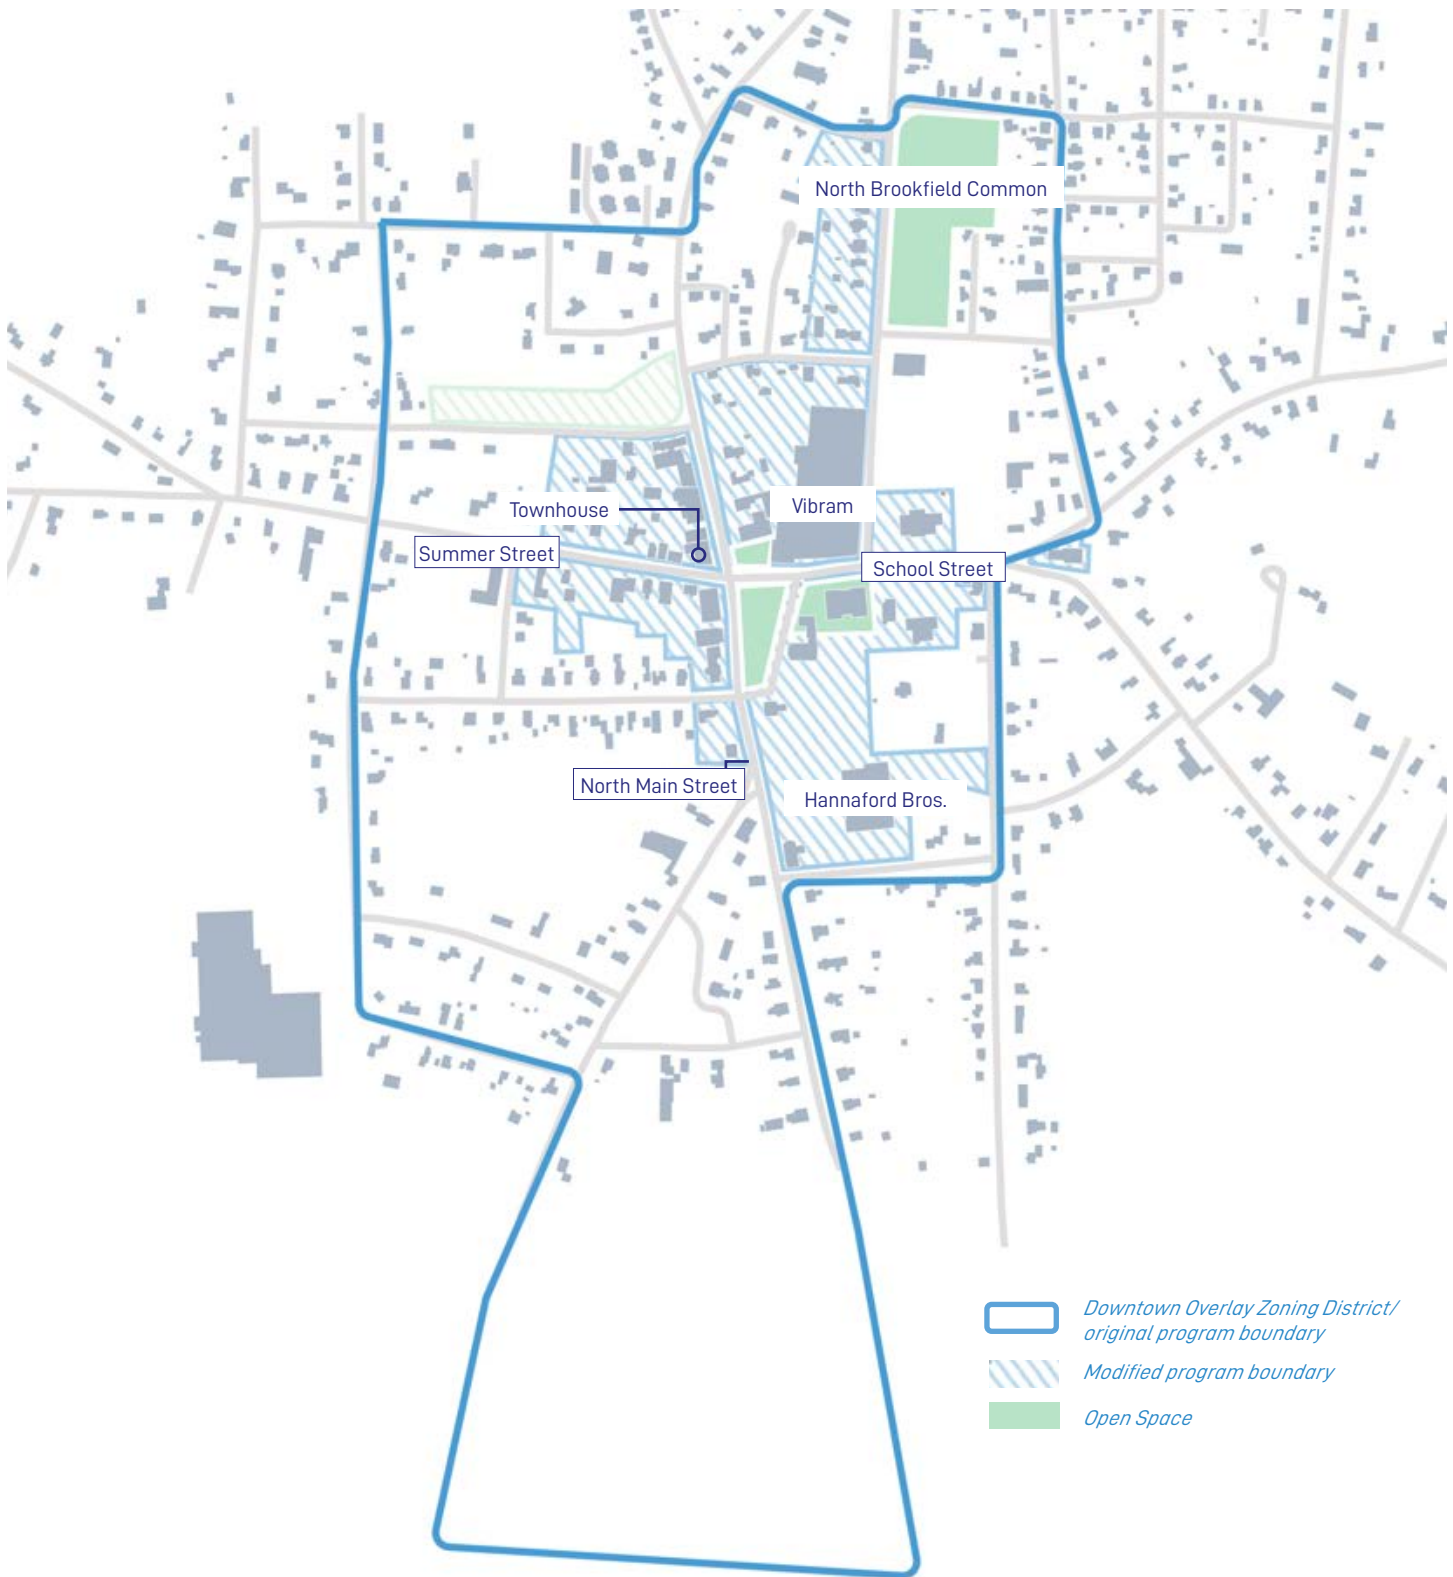 North Brookfield Common
Townhouse
Vibram
Summer Street
School Street
North Main Street
Hannaford Bros.
Downtown Overlay Zoning District/
original program boundary
Modified program boundary
Open Space